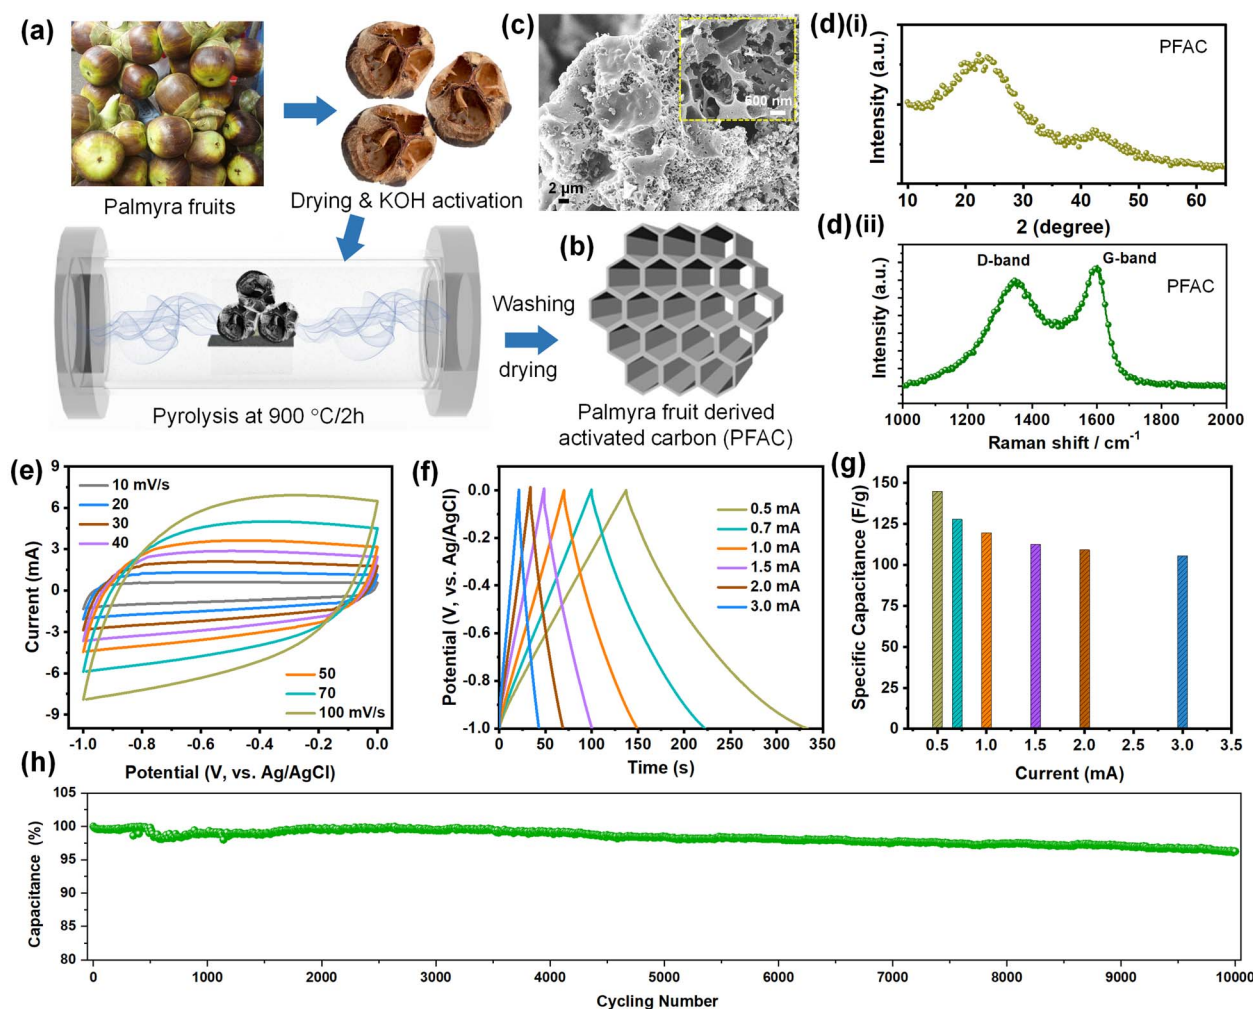 (a)
Palmyra fruits
Drying & KOH activation
Pyrolysis at 900 °C/2h
Washing
drying
(b)
Palmyra fruit derived
activated carbon (PFAC)
(c)
500 nm
2 µm
(d)(i)
PFAC
Intensity (a.u.)
10 20 30 40 50 60
2 (degree)
(d)(ii)
D-band
G-band
PFAC
Intensity (a.u.)
1000 1200 1400 1600 1800 2000
Raman shift / cm⁻¹
(e)
9
6
3
0
-3
-6
-9
Current (mA)
10 mV/s
20
30
40
50
70
100 mV/s
-1.0 -0.8 -0.6 -0.4 -0.2 0.0
Potential (V, vs. Ag/AgCl)
(f)
0.0
-0.2
-0.4
-0.6
-0.8
-1.0
Potential (V, vs. Ag/AgCl)
0.5 mA
0.7 mA
1.0 mA
1.5 mA
2.0 mA
3.0 mA
0 50 100 150 200 250 300 350
Time (s)
(g)
150
125
100
75
50
25
0
Specific Capacitance (F/g)
0.5 1.0 1.5 2.0 2.5 3.0 3.5
Current (mA)
(h)
105
100
95
90
85
80
Capacitance (%)
0 1000 2000 3000 4000 5000 6000 7000 8000 9000 10000
Cycling Number